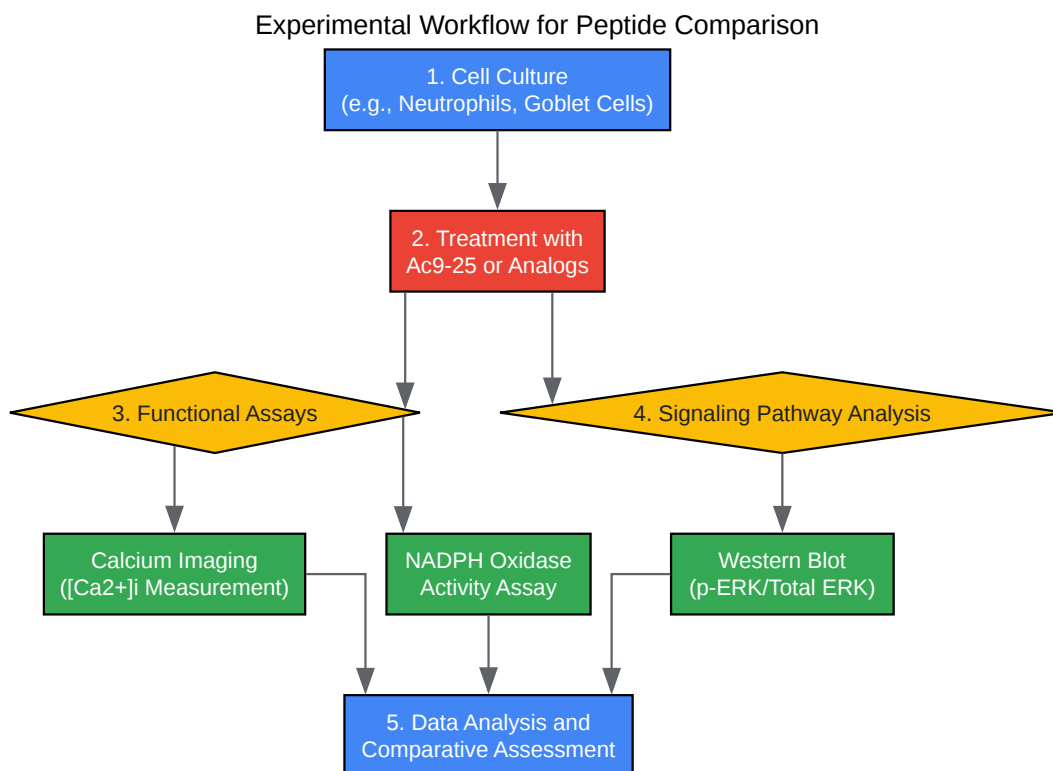 Experimental Workflow for Peptide Comparison
1. Cell Culture
(e.g., Neutrophils, Goblet Cells)
2. Treatment with
Ac9-25 or Analogs
3. Functional Assays
4. Signaling Pathway Analysis
Calcium Imaging
([Ca2+]i Measurement)
NADPH Oxidase
Activity Assay
Western Blot
(p-ERK/Total ERK)
5. Data Analysis and
Comparative Assessment